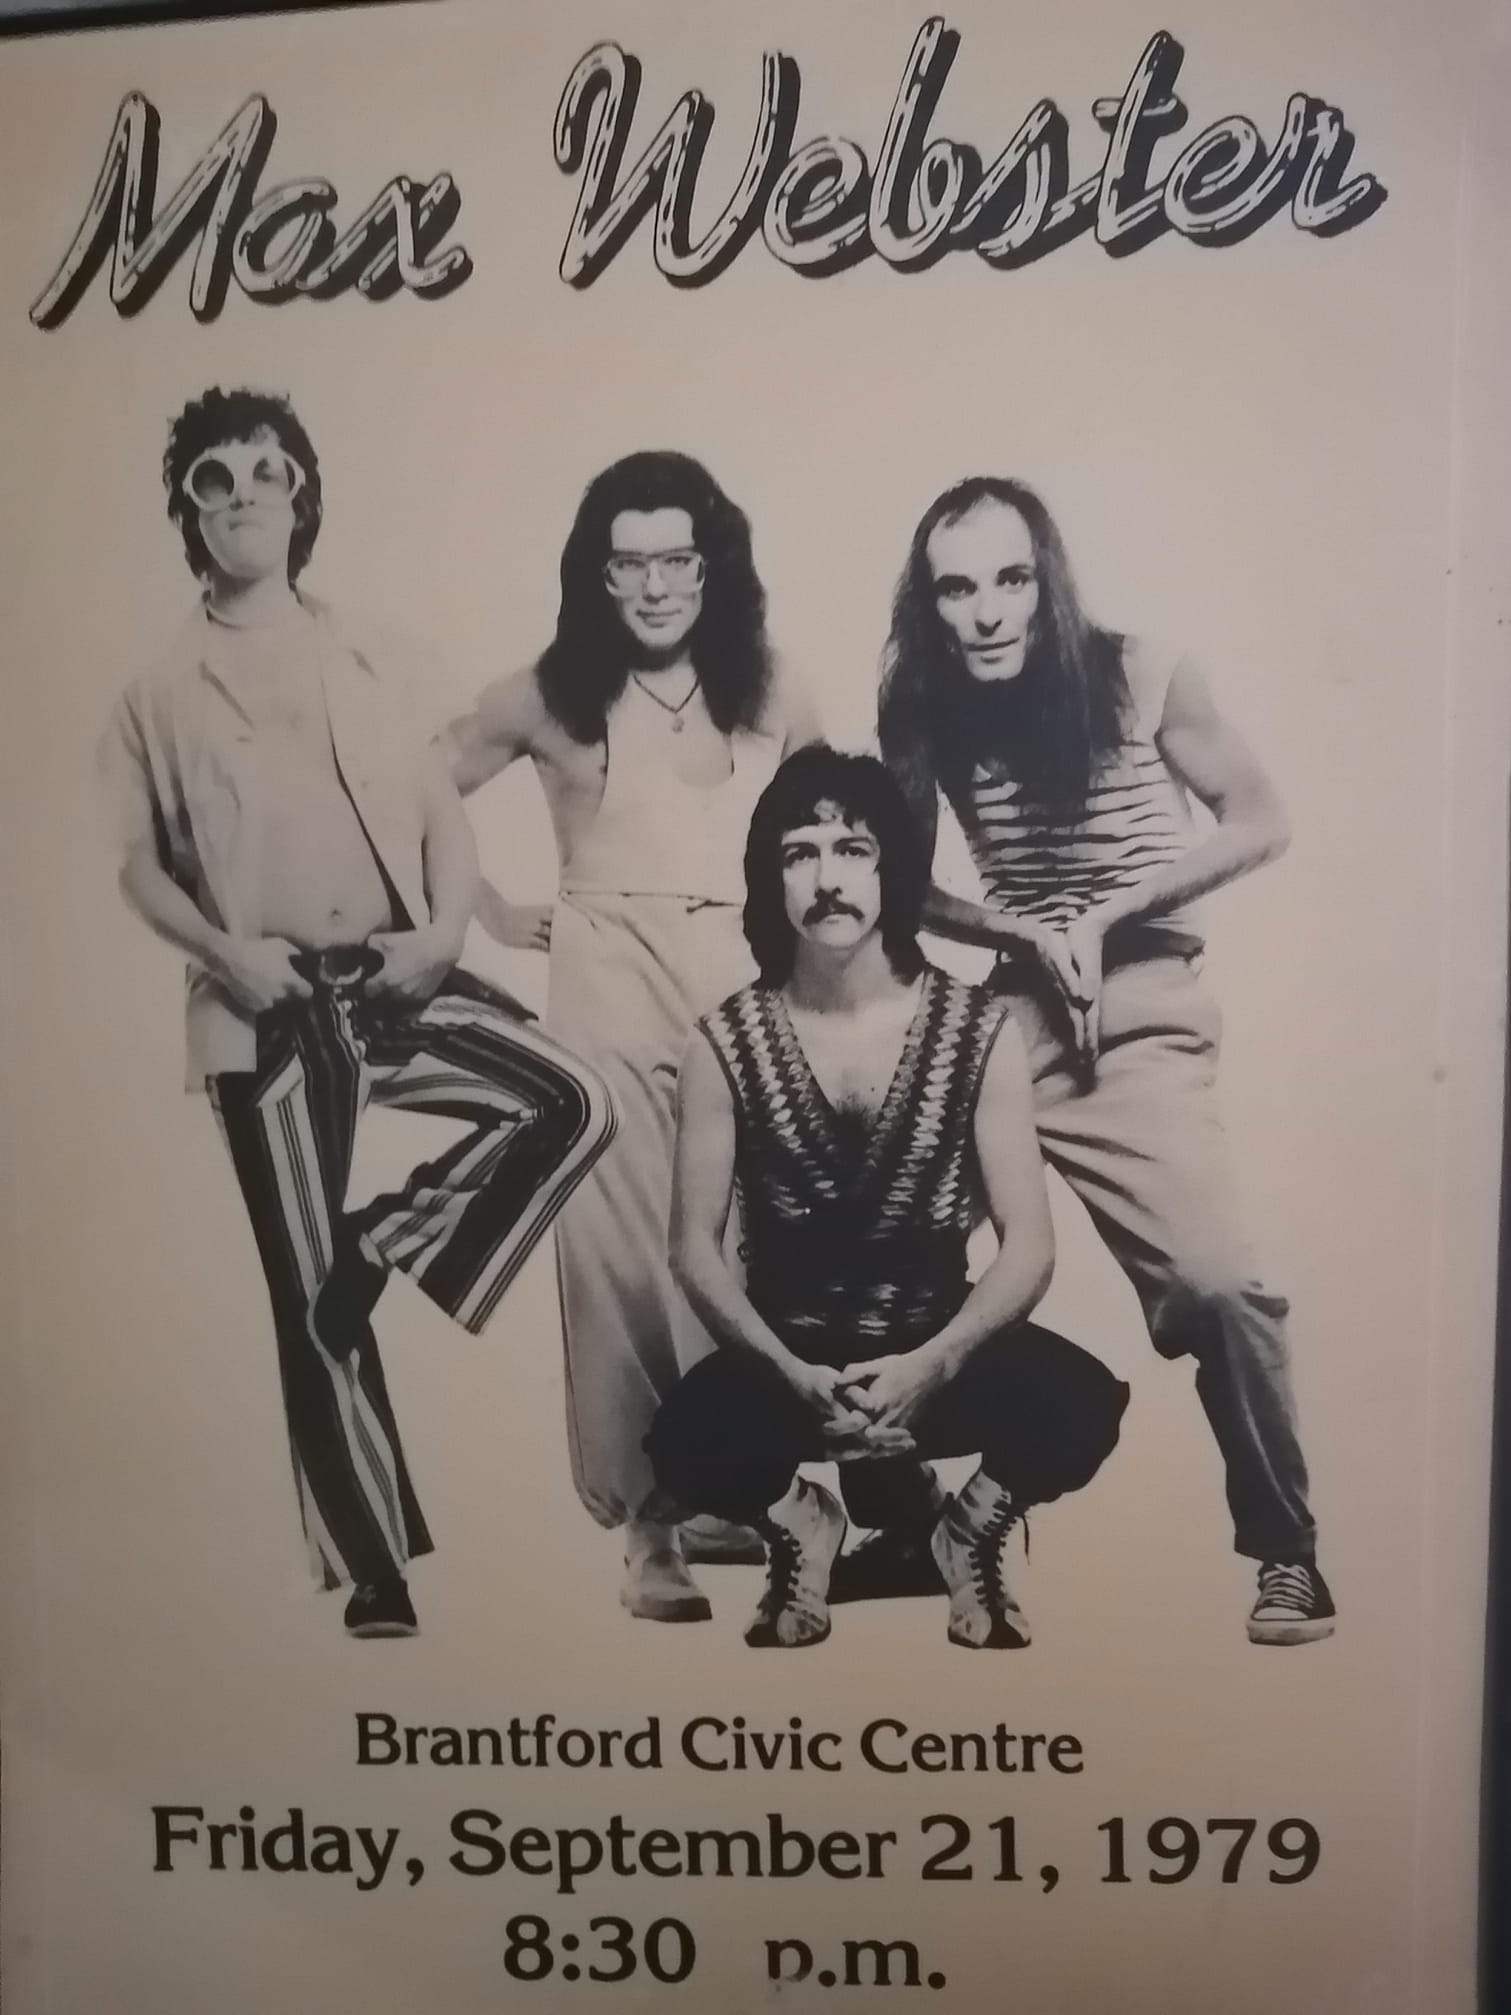 Max Webster
Brantford Civic Centre
Friday, September 21, 1979
8:30 p.m.